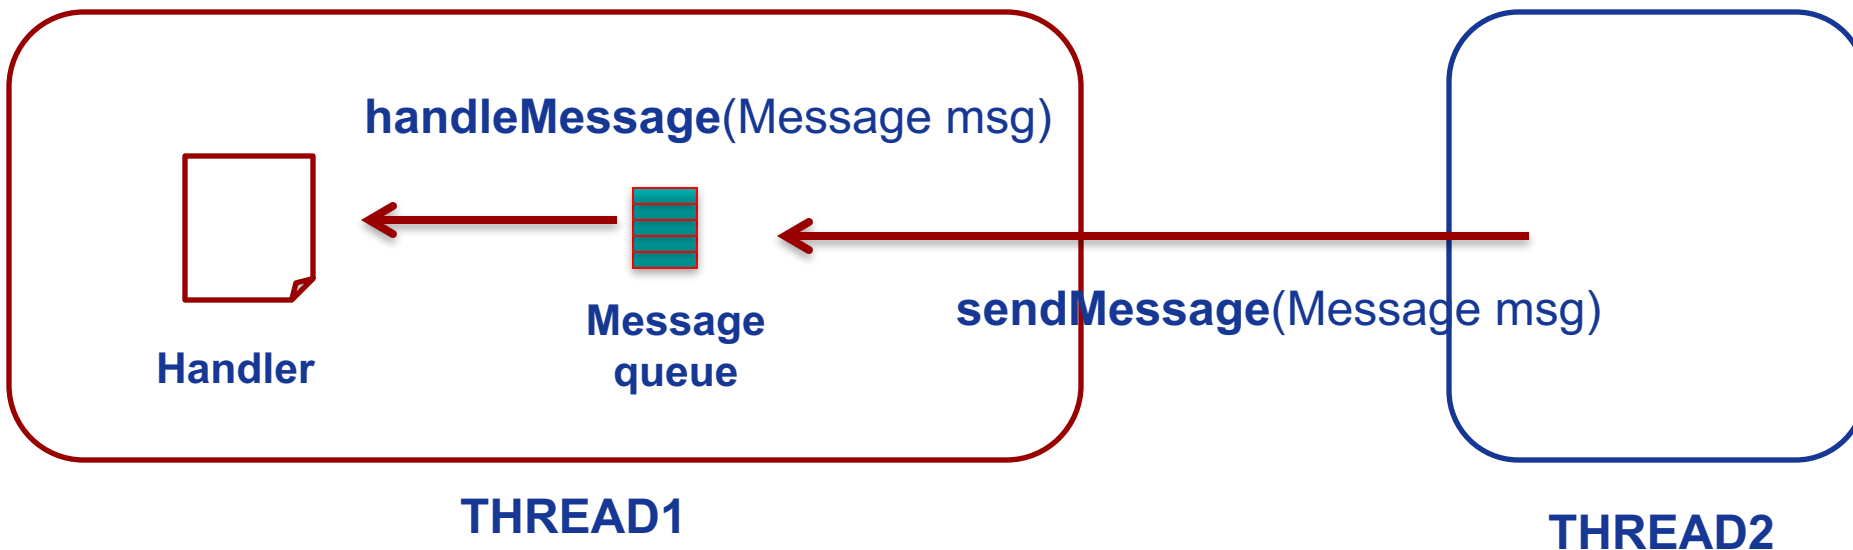 handleMessage(Message msg)
sendMessage(Message msg)
Message
queue
Handler
THREAD1
THREAD2